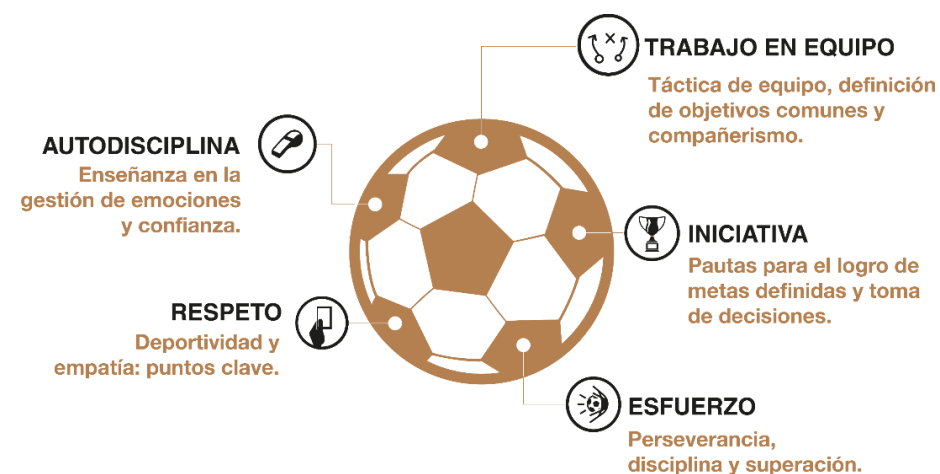 TRABAJO EN EQUIPO
Táctica de equipo, definición
de objetivos comunes y
compañerismo.
AUTODISCIPLINA
Enseñanza en la
gestión de emociones
y confianza.
INICIATIVA
Pautas para el logro de
metas definidas y toma
de decisiones.
RESPETO
Deportividad y
empatía: puntos clave.
ESFUERZO
Perseverancia,
disciplina y superación.